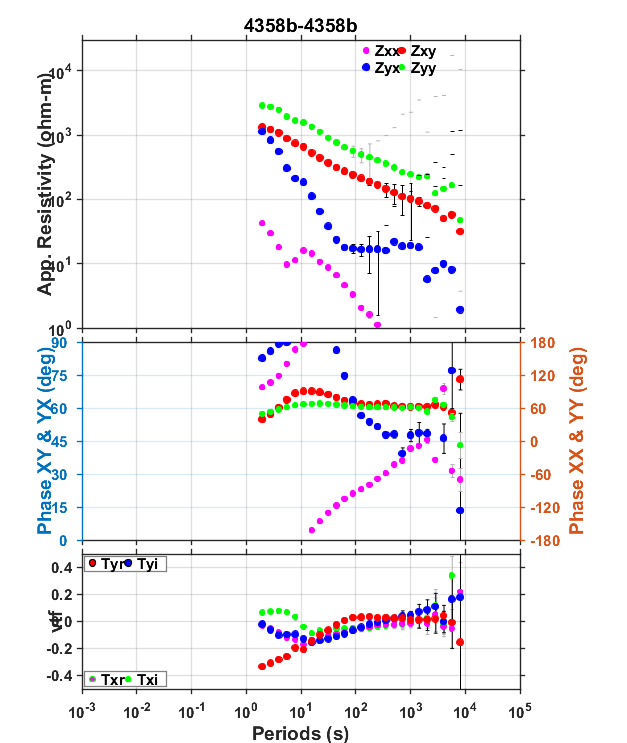 4358b-4358b
Zxx Zxy
Zyx Zyy
App. Resistivity (ohm-m)
10^4
10^3
10^2
10^1
10^0
Phase XY & YX (deg)
90
75
60
45
30
15
0
Phase XX & YY (deg)
180
120
60
0
-60
-120
-180
Tyr Tyi
0.4
0.2
-0.0
-0.2
-0.4
Txr Txi
10^-3 10^-2 10^-1 10^0 10^1 10^2 10^3 10^4 10^5
Periods (s)